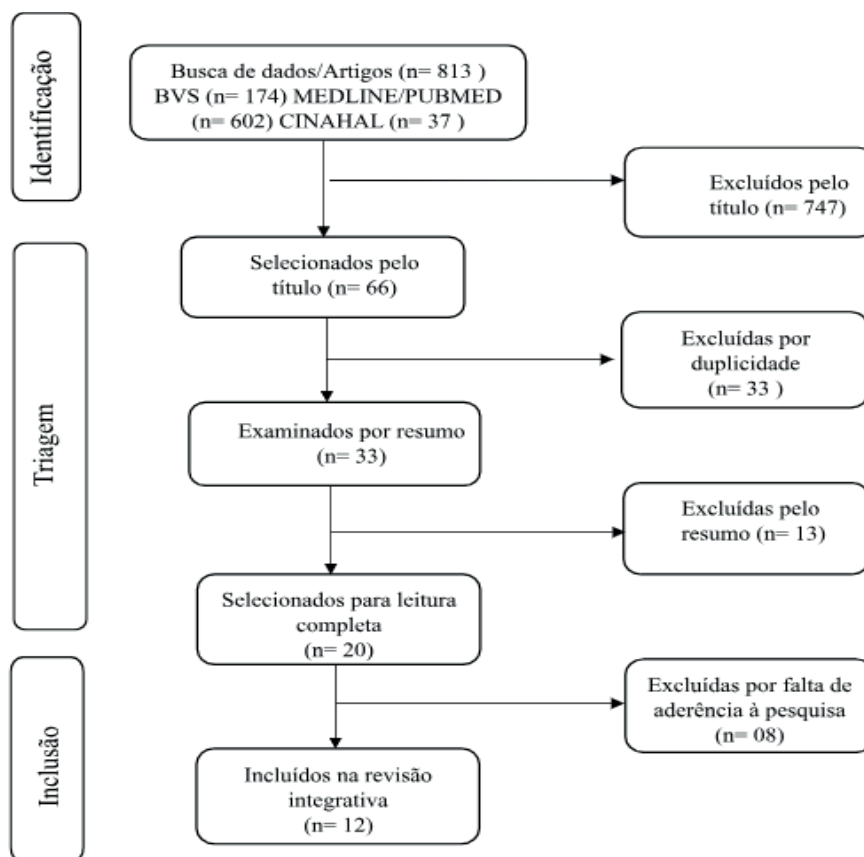 Identificação
Busca de dados/Artigos (n= 813 )
BVS (n= 174) MEDLINE/PUBMED
(n= 602) CINAHAL (n= 37 )
Excluídos pelo
título (n= 747)
Triagem
Selecionados pelo
título (n= 66)
Excluídas por
duplicidade
(n= 33 )
Examinados por resumo
(n= 33)
Excluídas pelo
resumo (n= 13)
Selecionados para leitura
completa
(n= 20)
Inclusão
Excluídas por falta de
aderência à pesquisa
(n= 08)
Incluídos na revisão
integrativa
(n= 12)